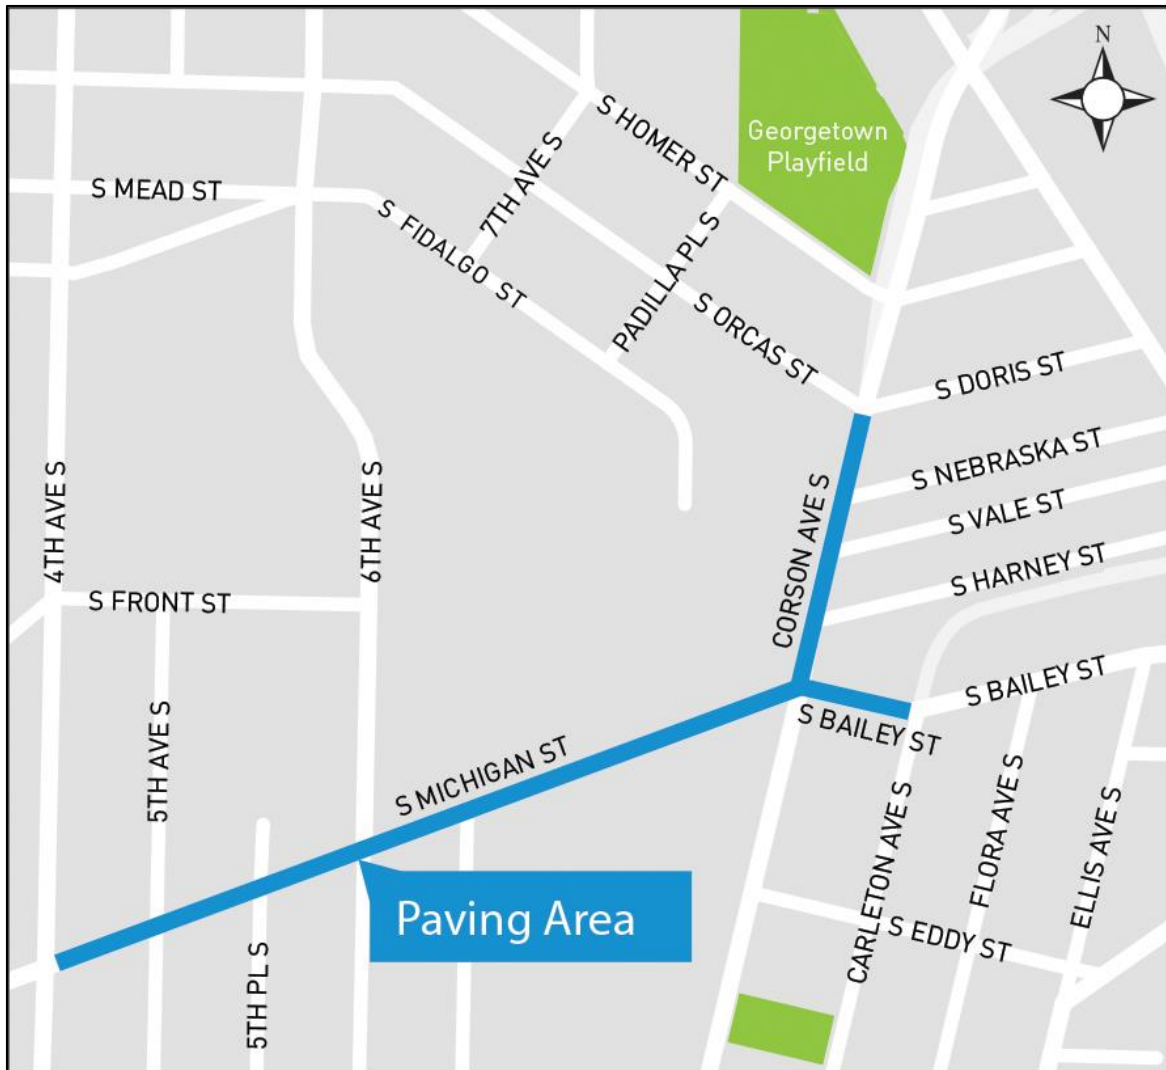 N
Georgetown
Playfield
S HOMER ST
7TH AVE S
S MEAD ST
S FIDALGO ST
PADILLA PL S
S ORCAS ST
S DORIS ST
S NEBRASKA ST
S VALE ST
S HARNEY ST
4TH AVE S
6TH AVE S
CORSON AVE S
S FRONT ST
S BAILEY ST
S BAILEY ST
5TH AVE S
S MICHIGAN ST
CARLETON AVE S
FLORA AVE S
ELLIS AVE S
Paving Area
S EDDY ST
5TH PL S